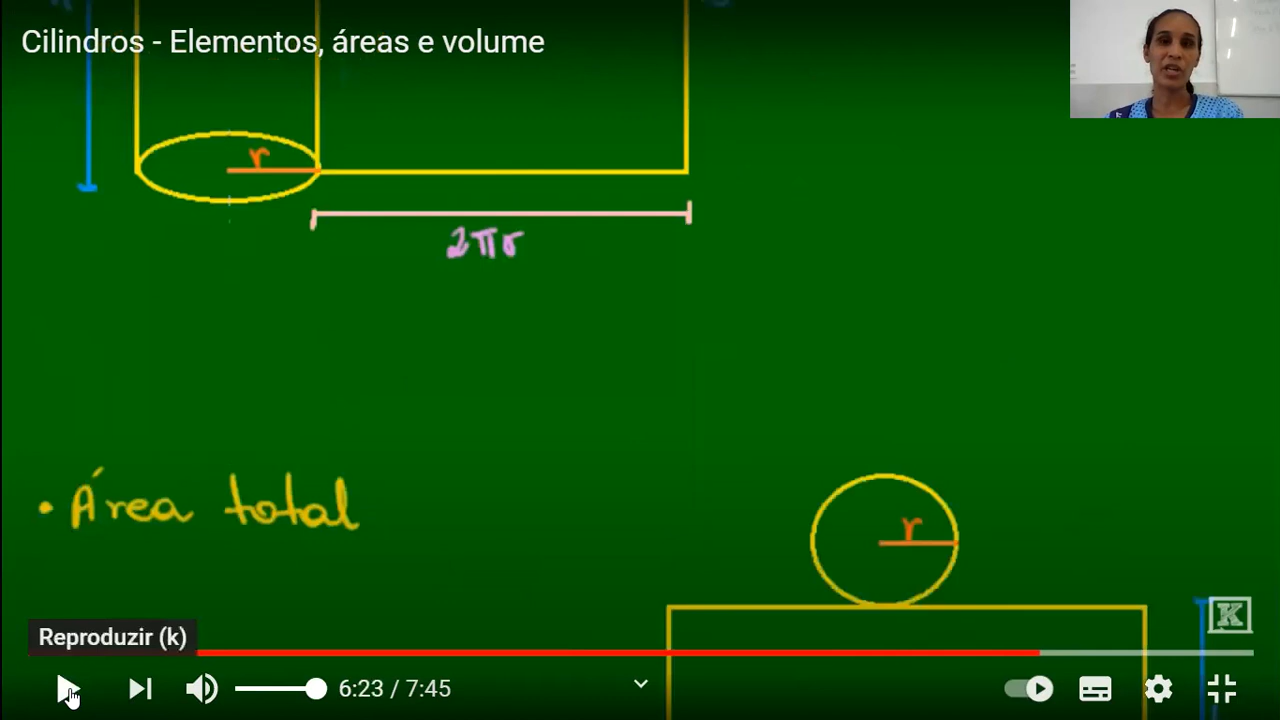 Cilindros - Elementos, áreas e volume
r
2πr
• Área total
r
K
Reproduzir (k)
6:23 / 7:45